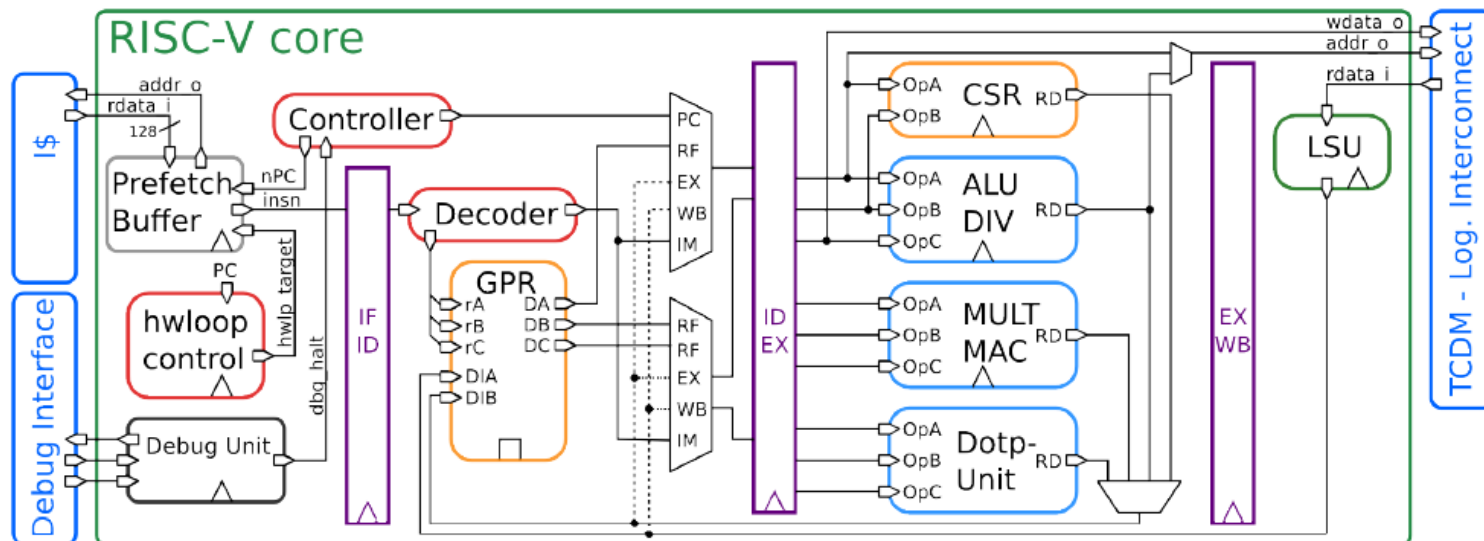 RISC-V core
wdata_o
addr_o
rdata_i
I$
addr_o
rdata_i
128
Prefetch
Buffer
nPC
insn
hwlp_target
PC
hwloop
control
Debug Interface
Debug Unit
dbg_halt
Controller
IF
ID
Decoder
GPR
rA
rB
rC
DIA
DIB
DA
DB
DC
PC
RF
EX
WB
IM
RF
RF
EX
WB
IM
ID
EX
OpA
OpB
CSR
RD
OpA
OpB
OpC
ALU
DIV
RD
OpA
OpB
OpC
MULT
MAC
RD
OpA
OpB
OpC
Dotp-
Unit
RD
EX
WB
LSU
TCDM - Log. Interconnect